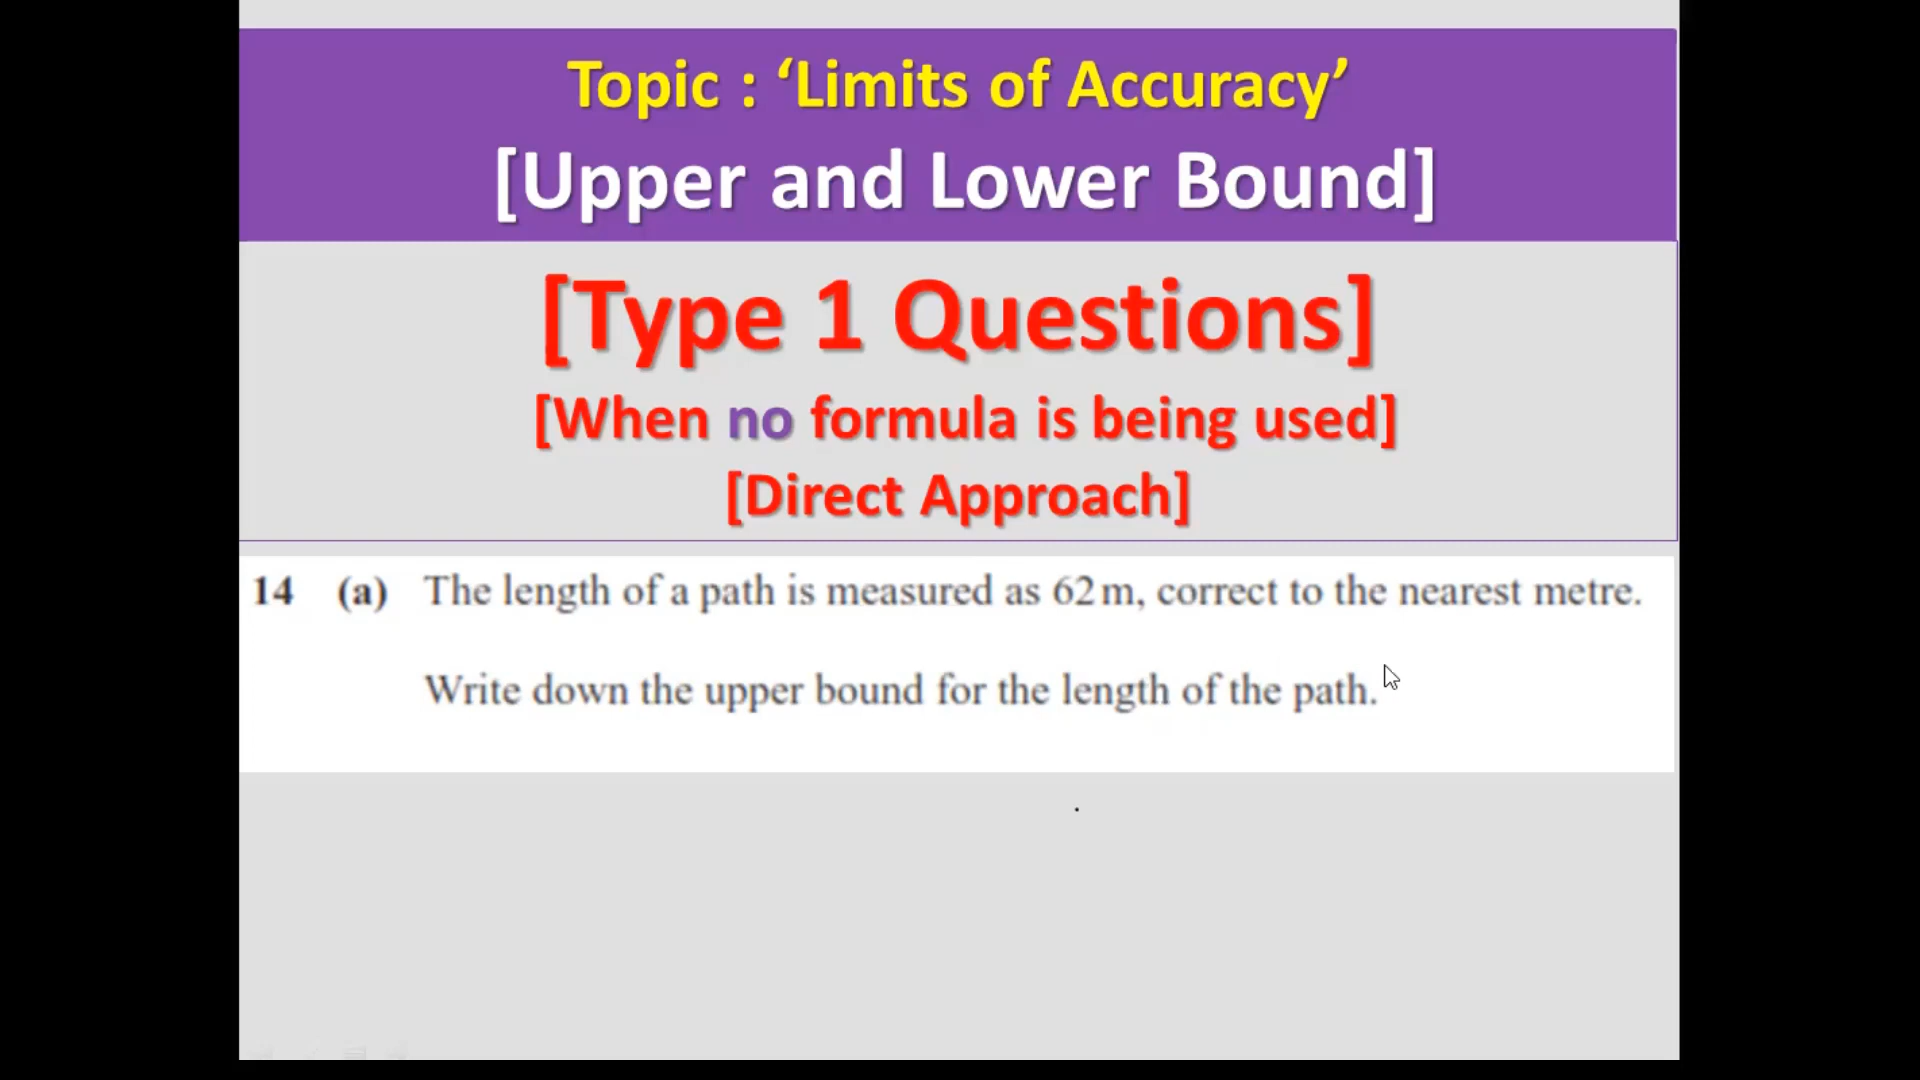 Topic : ‘Limits of Accuracy’
[Upper and Lower Bound]
[Type 1 Questions]
[When no formula is being used]
[Direct Approach]
14 (a) The length of a path is measured as 62 m, correct to the nearest metre.
Write down the upper bound for the length of the path.